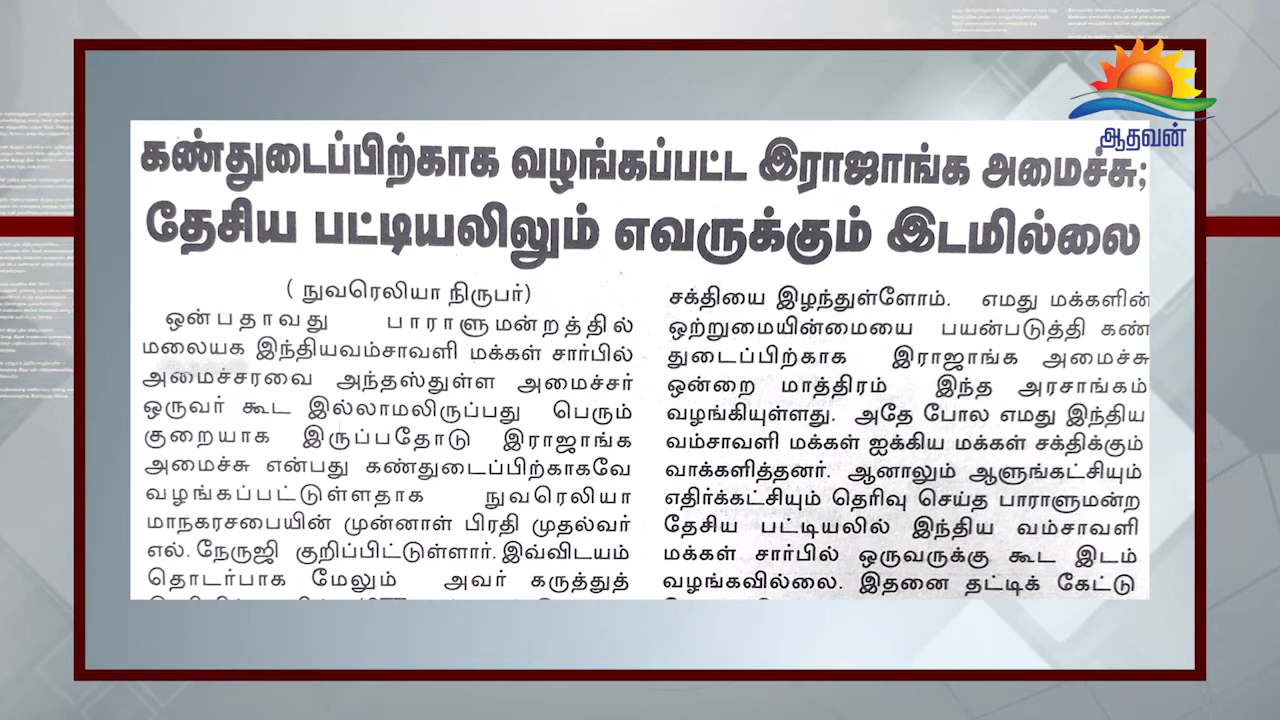 ஆதவன்
கண்துடைப்பிற்காக வழங்கப்பட்ட இராஜாங்க அமைச்சு;
தேசிய பட்டியலிலும் எவருக்கும் இடமில்லை
( நுவரெலியா நிருபர்)
ஒன்பதாவது பாராளுமன்றத்தில்
மலையக இந்தியவம்சாவளி மக்கள் சார்பில்
அமைச்சரவை அந்தஸ்துள்ள அமைச்சர்
ஒருவர் கூட இல்லாமலிருப்பது பெரும்
குறையாக இருப்பதோடு இராஜாங்க
அமைச்சு என்பது கண்துடைப்பிற்காகவே
வழங்கப்பட்டுள்ளதாக நுவரெலியா
மாநகரசபையின் முன்னாள் பிரதி முதல்வர்
எல். நேருஜி குறிப்பிட்டுள்ளார். இவ்விடயம்
தொடர்பாக மேலும் அவர் கருத்துத்
சக்தியை இழந்துள்ளோம். எமது மக்களின்
ஒற்றுமையின்மையை பயன்படுத்தி கண்
துடைப்பிற்காக இராஜாங்க அமைச்சு
ஒன்றை மாத்திரம் இந்த அரசாங்கம்
வழங்கியுள்ளது. அதே போல எமது இந்திய
வம்சாவளி மக்கள் ஐக்கிய மக்கள் சக்திக்கும்
வாக்களித்தனர். ஆனாலும் ஆளுங்கட்சியும்
எதிர்க்கட்சியும் தெரிவு செய்த பாராளுமன்ற
தேசிய பட்டியலில் இந்திய வம்சாவளி
மக்கள் சார்பில் ஒருவருக்கு கூட இடம்
வழங்கவில்லை. இதனை தட்டிக் கேட்டு